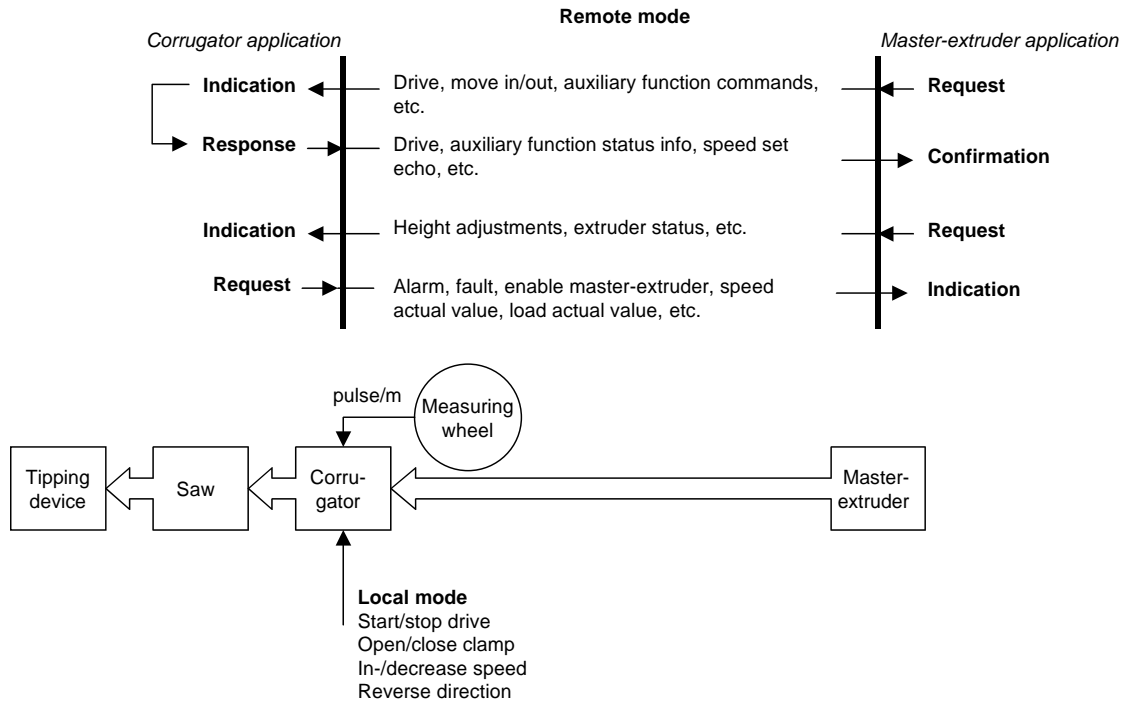 Remote mode
Corrugator application
Master-extruder application
Indication
Drive, move in/out, auxiliary function commands,
etc.
Request
Response
Drive, auxiliary function status info, speed set
echo, etc.
Confirmation
Indication
Height adjustments, extruder status, etc.
Request
Request
Alarm, fault, enable master-extruder, speed
actual value, load actual value, etc.
Indication
pulse/m
Measuring
wheel
Tipping
device
Saw
Corru-
gator
Master-
extruder
Local mode
Start/stop drive
Open/close clamp
In-/decrease speed
Reverse direction